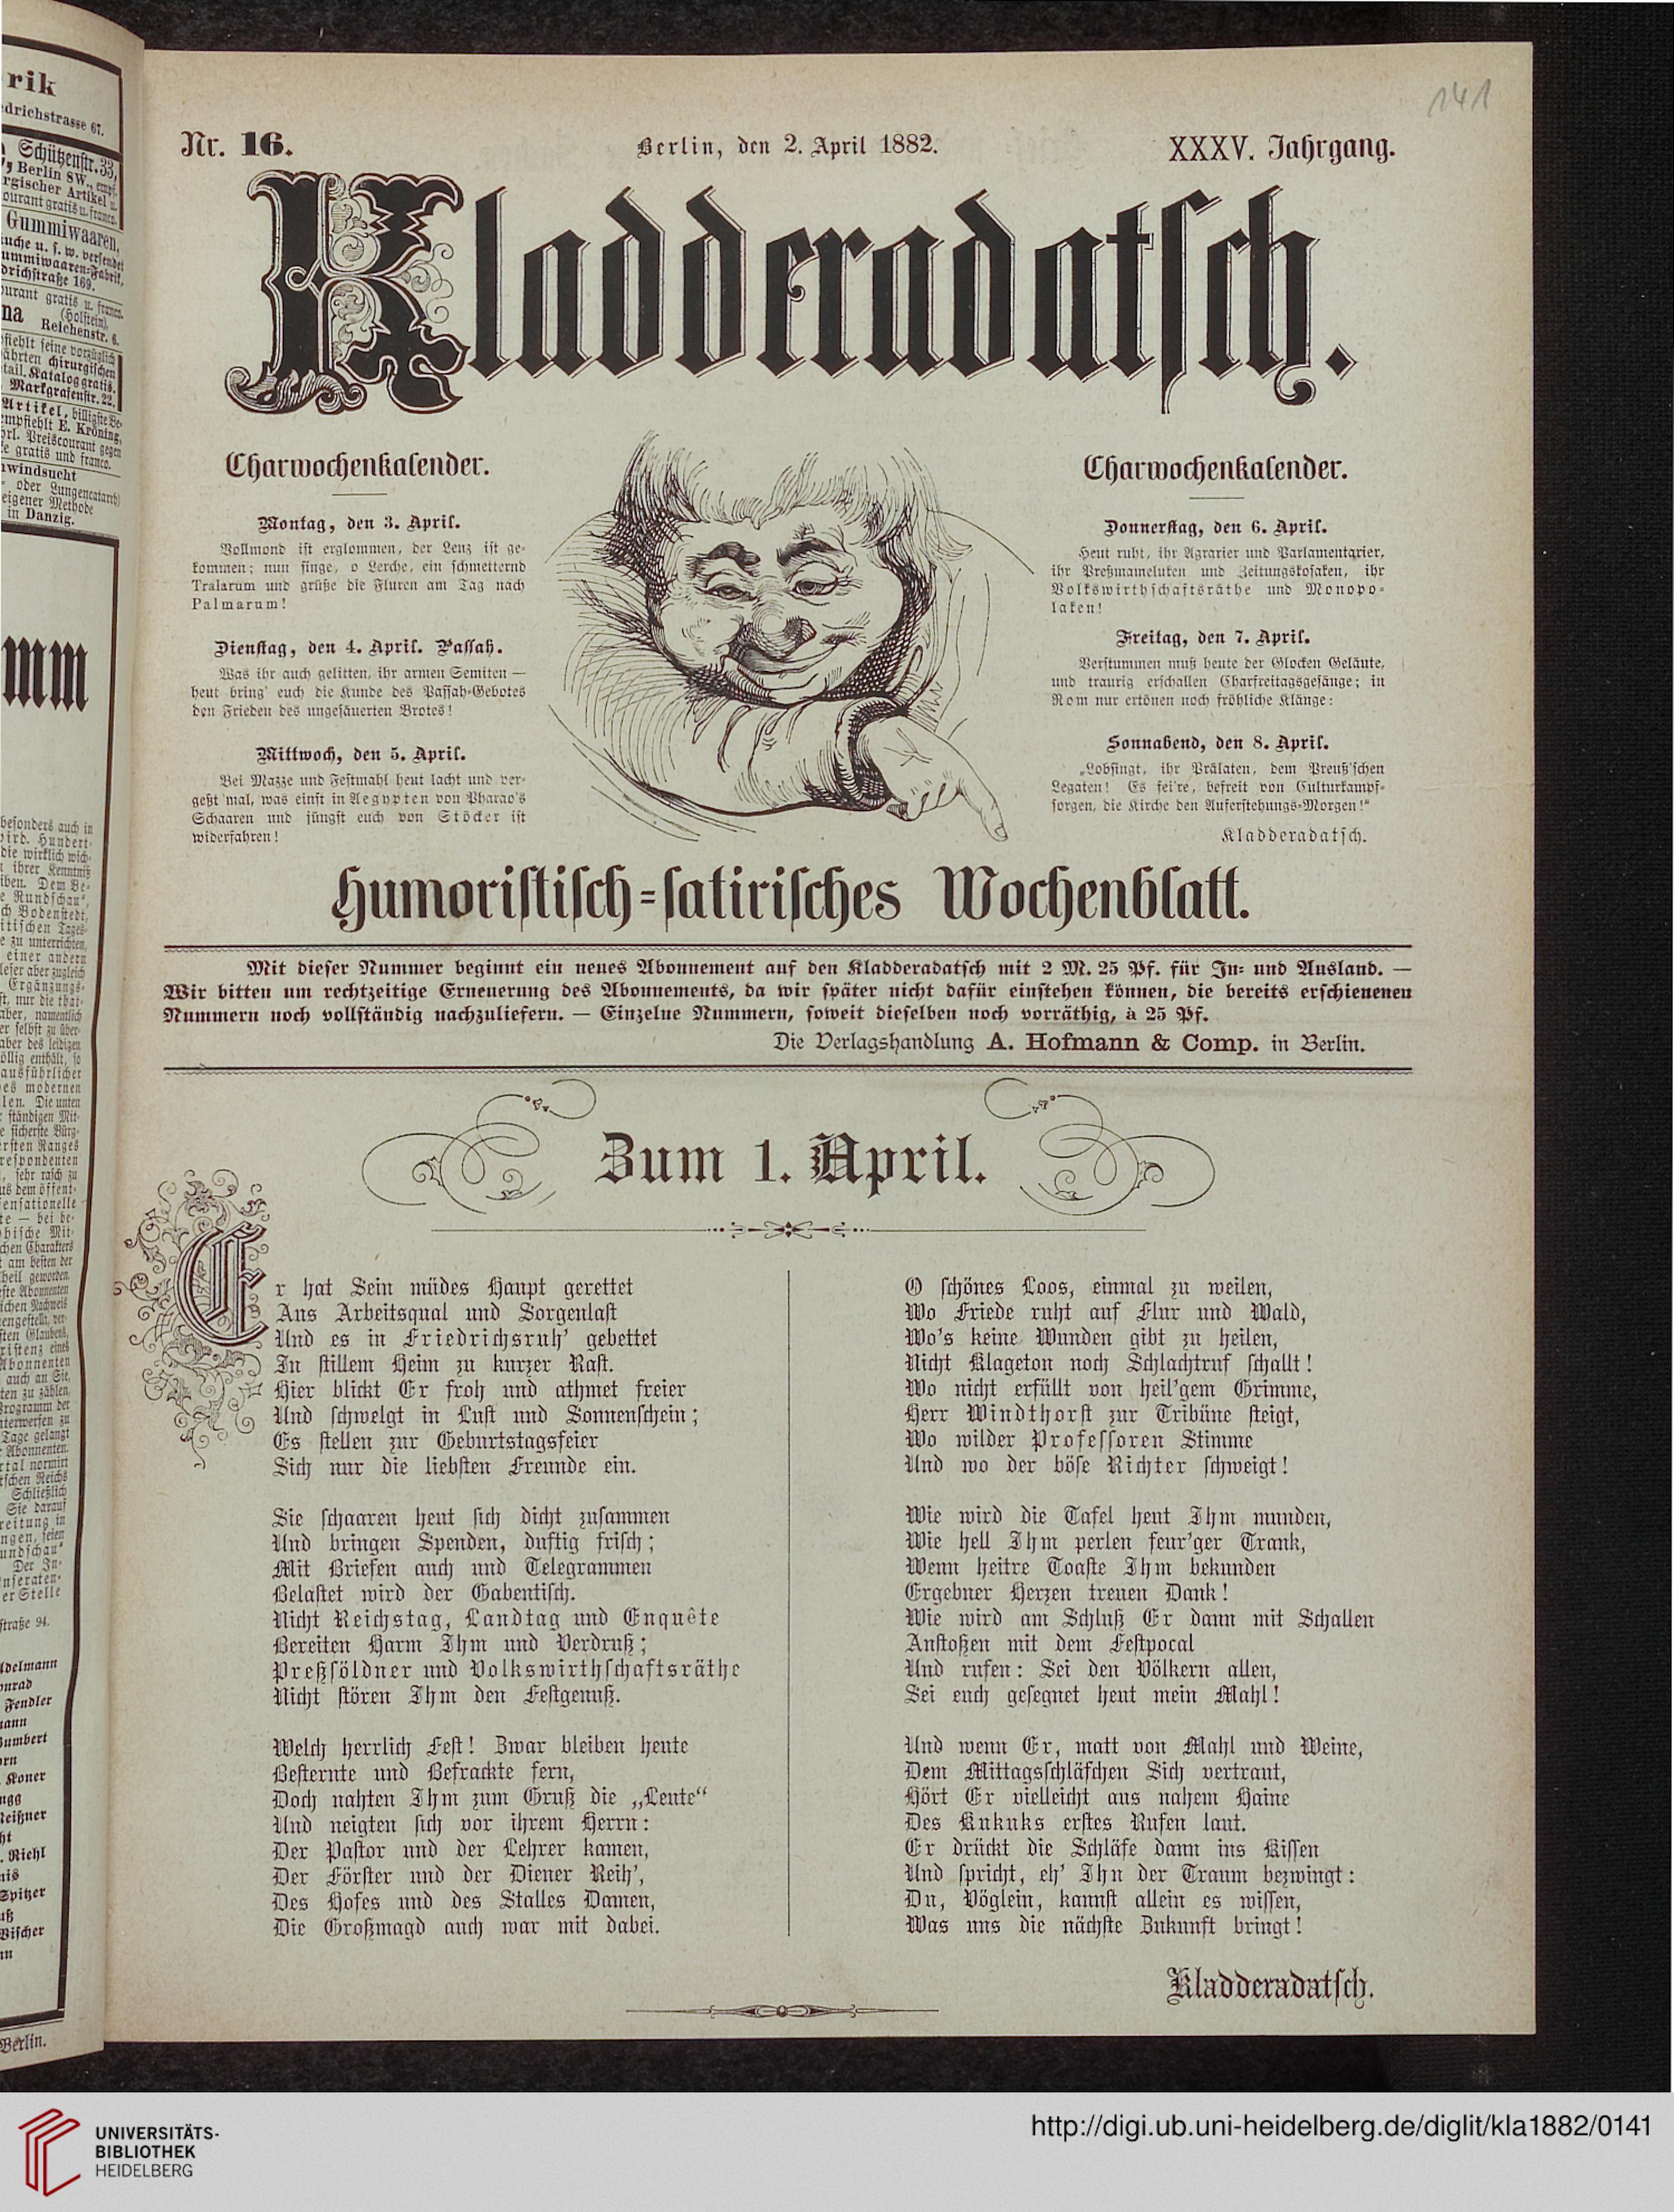 Nr. 16.
Berlin, den 2. April 1882.
XXXV. Jahrgang.
141
Kladderadatsch.
Charwochenkalender.
Montag, den 3. April.
Vollmond ist erglommen, der Lenz ist ge-
kommen; nun singe, o Lerche, ein schmetternd
Tralarum und grüße die Fluren am Tag nach
Palmarum!
Dienstag, den 4. April. Passah.
Was ihr auch gelitten, ihr armen Semiten —
heut bring' euch die Kunde des Passah-Gebotes
den Frieden des ungesäuerten Brotes!
Mittwoch, den 5. April.
Bei Mazze und Festmahl heut lacht und ver-
geßt 'mal, was einst in Aegypten von Pharao's
Schaaren und jüngst euch von Stöcker ist
widerfahren!
Charwochenkalender.
Donnerstag, den 6. April.
Heut ruht, ihr Agrarier und Parlamentarier,
ihr Preßmameluken und Zeitungskosaken, ihr
Volkswirthschaftsräthe und Monopo-
laken!
Freitag, den 7. April.
Verstummen muß heute der Glocken Geläute,
und traurig erschallen Charfreitagsgesänge; in
Rom nur ertönen noch fröhliche Klänge:
Sonnabend, den 8. April.
„Lobsingt, ihr Prälaten, dem Preuß'schen
Legaten! Es fei're, befreit von Culturkampf-
sorgen, die Kirche den Auferstehungs-Morgen!"
Kladderadatsch.
Humoristisch-satirisches Wochenblatt.
Mit dieser Nummer beginnt ein neues Abonnement auf den Kladderadatsch mit 2 M. 25 Pf. für In- und Ausland. —
Wir bitten um rechtzeitige Erneuerung des Abonnements, da wir später nicht dafür einstehen können, die bereits erschienenen
Nummern noch vollständig nachzuliefern. — Einzelne Nummern, soweit dieselben noch vorräthig, à 25 Pf.
Die Verlagshandlung A. Hofmann & Comp. in Berlin.
Zum 1. April.
Er hat Sein müdes Haupt gerettet
Aus Arbeitsqual und Sorgenlast
Und es in Friedrichsruh' gebettet
In stillem Heim zu kurzer Rast.
Hier blickt Er froh und athmet freier
Und schwelgt in Lust und Sonnenschein;
Es stellen zur Geburtstagsfeier
Sich nur die liebsten Freunde ein.
Sie schaaren heut sich dicht zusammen
Und bringen Spenden, duftig frisch;
Mit Briefen auch und Telegrammen
Belastet wird der Gabentisch.
Nicht Reichstag, Landtag und Enquête
Bereiten Harm Ihm und Verdruß;
Preßsöldner und Volkswirthschaftsräthe
Nicht stören Ihm den Festgenuß.
Welch herrlich Fest! Zwar bleiben heute
Besternte und Befrackte fern,
Doch nahten Ihm zum Gruß die „Leute"
Und neigten sich vor ihrem Herrn:
Der Pastor und der Lehrer kamen,
Der Förster und der Diener Reih',
Des Hofes und des Stalles Damen,
Die Großmagd auch war mit dabei.
O schönes Loos, einmal zu weilen,
Wo Friede ruht auf Flur und Wald,
Wo's keine Wunden gibt zu heilen,
Nicht Klageton noch Schlachtruf schallt!
Wo nicht erfüllt von heil'gem Grimme,
Herr Windthorst zur Tribüne steigt,
Wo wilder Professoren Stimme
Und wo der böse Richter schweigt!
Wie wird die Tafel heut Ihm munden,
Wie hell Ihm perlen feur'ger Trank,
Wenn heitre Toaste Ihm bekunden
Ergebner Herzen treuen Dank!
Wie wird am Schluß Er dann mit Schallen
Anstoßen mit dem Festpocal
Und rufen: Sei den Völkern allen,
Sei euch gesegnet heut mein Mahl!
Und wenn Er, matt von Mahl und Weine,
Dem Mittagsschläfchen Sich vertraut,
Hört Er vielleicht aus nahem Haine
Des Kukuks erstes Rufen laut.
Er drückt die Schläfe dann ins Kissen
Und spricht, eh' Ihn der Traum bezwingt:
Du, Vöglein, kannst allein es wissen,
Was uns die nächste Zukunft bringt!
Kladderadatsch.
UNIVERSITÄTS-
BIBLIOTHEK
HEIDELBERG
http://digi.ub.uni-heidelberg.de/diglit/kla1882/0141